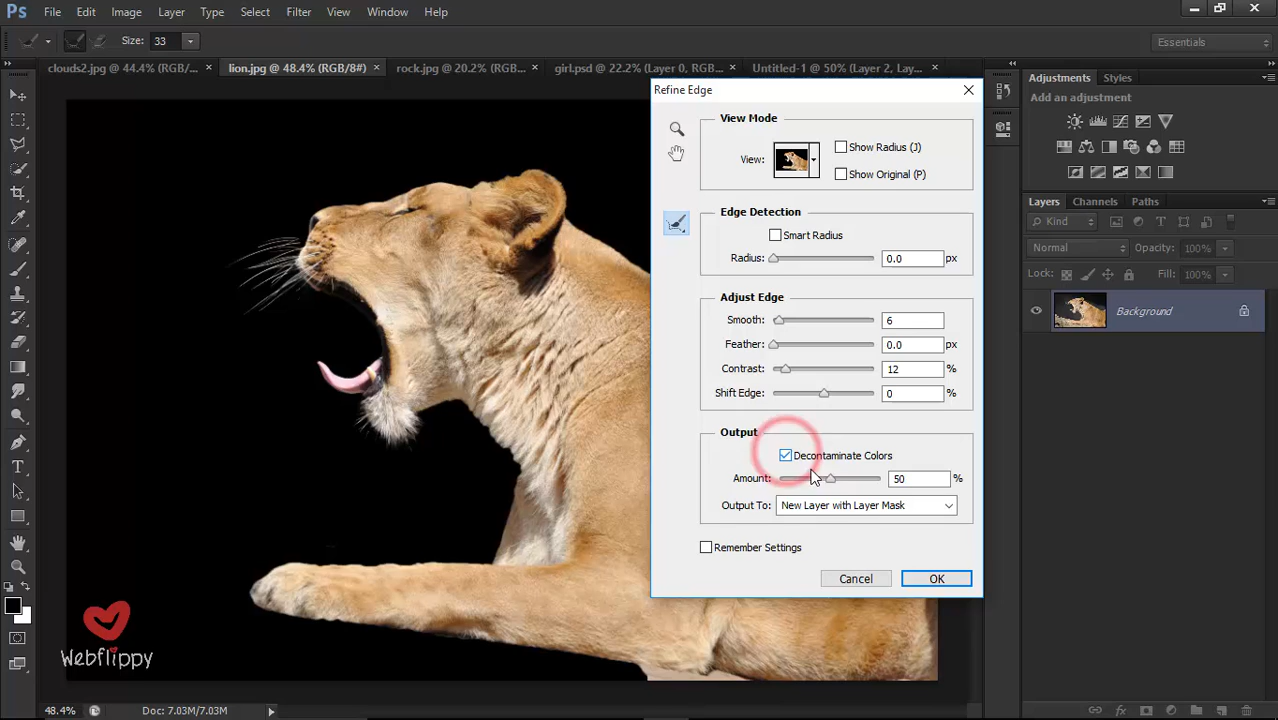 Ps File Edit Image Layer Type Select Filter View Window Help
Size: 33
Essentials
clouds2.jpg @ 44.4% (RGB/... × lion.jpg @ 48.4% (RGB/8#) × rock.jpg @ 20.2% (RGB... × girl.psd @ 22.2% (Layer 0, RGB... × Untitled-1 @ 50% (Layer 2, Lay... ×
Refine Edge
View Mode
View:
Show Radius (J)
Show Original (P)
Edge Detection
Smart Radius
Radius: 0.0 px
Adjust Edge
Smooth: 6
Feather: 0.0 px
Contrast: 12 %
Shift Edge: 0 %
Output
Decontaminate Colors
Amount: 50 %
Output To: New Layer with Layer Mask
Remember Settings
Cancel OK
Adjustments Styles
Add an adjustment
Layers Channels Paths
Kind
Normal Opacity: 100%
Lock: Fill: 100%
Background
Webflippy
48.4% Doc: 7.03M/7.03M